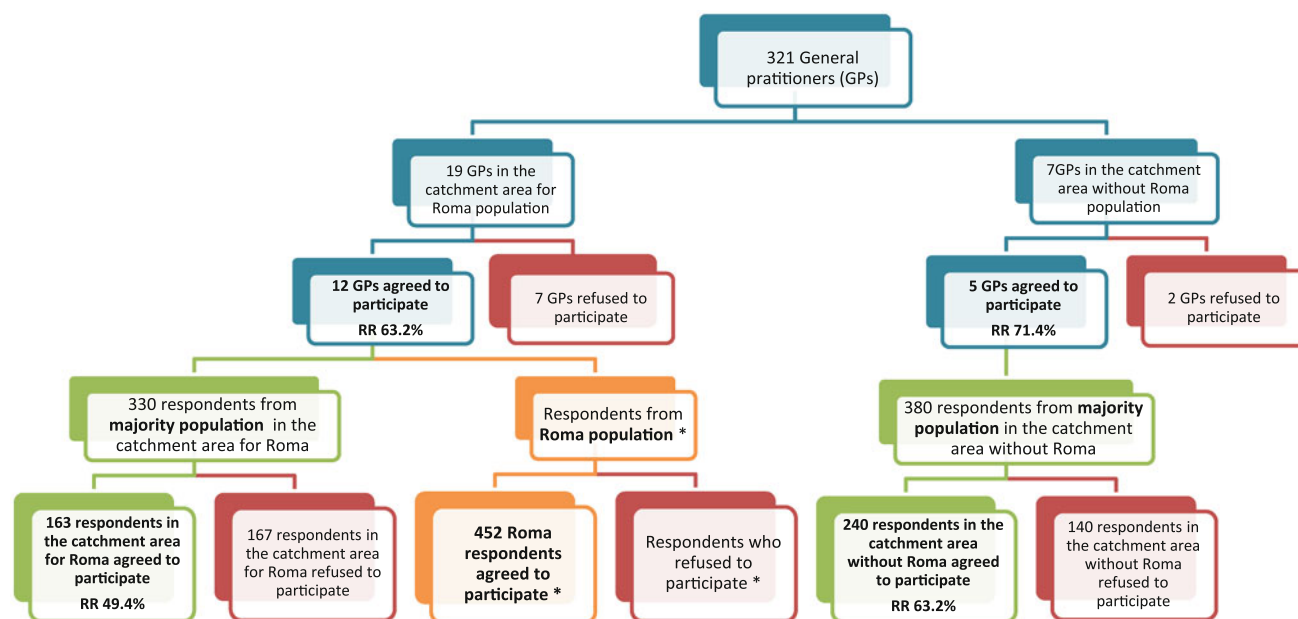 321 General
pratitioners (GPs)
19 GPs in the
catchment area for
Roma population
7GPs in the catchment
area without Roma
population
12 GPs agreed to
participate
RR 63.2%
7 GPs refused to
participate
5 GPs agreed to
participate
RR 71.4%
2 GPs refused to
participate
330 respondents from
majority population in the
catchment area for Roma
Respondents from
Roma population *
380 respondents from majority
population in the catchment
area without Roma
163 respondents in
the catchment area
for Roma agreed to
participate
RR 49.4%
167 respondents in
the catchment area
for Roma refused to
participate
452 Roma
respondents
agreed to
participate *
Respondents who
refused to
participate *
240 respondents in the
catchment area
without Roma agreed
to participate
RR 63.2%
140 respondents in
the catchment area
without Roma
refused to
participate